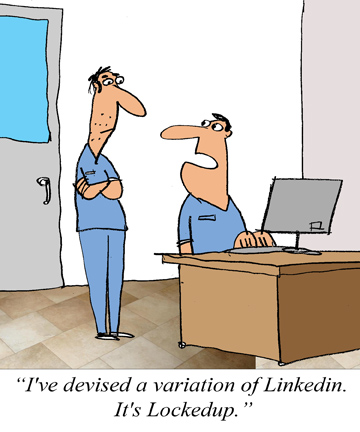 “I've devised a variation of Linkedin.
It's Lockedup.”